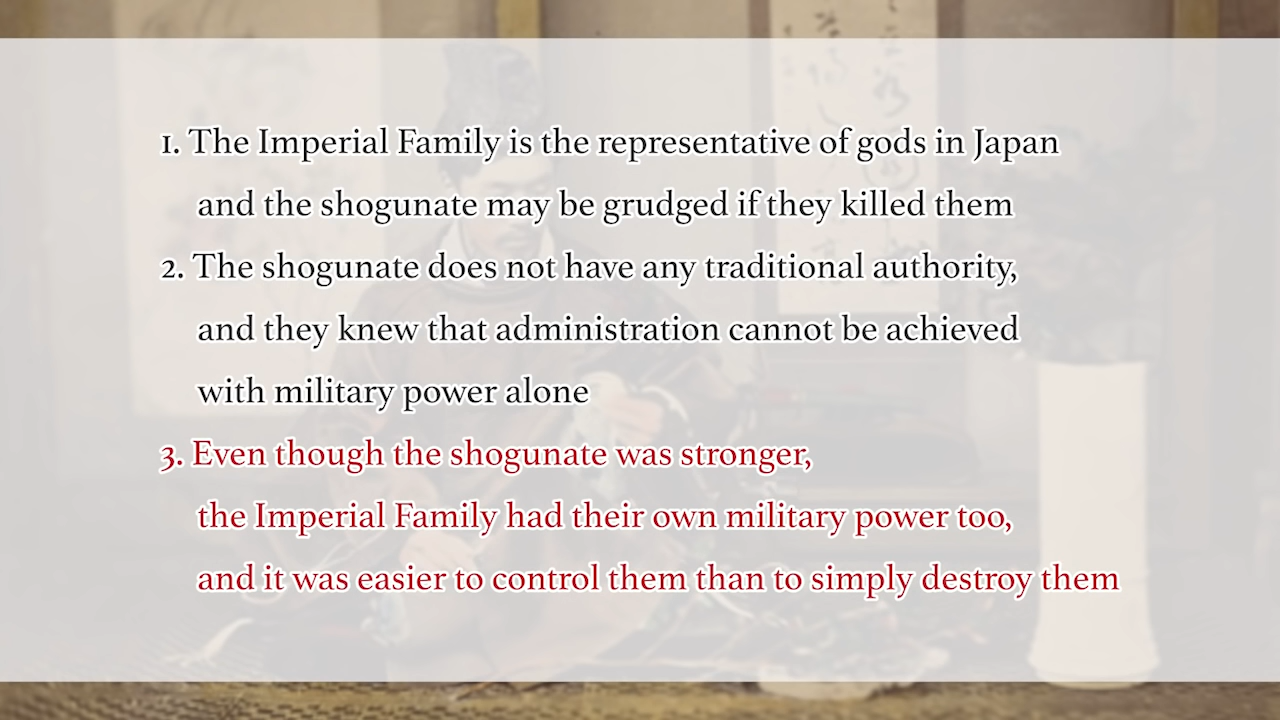 1. The Imperial Family is the representative of gods in Japan
and the shogunate may be grudged if they killed them
2. The shogunate does not have any traditional authority,
and they knew that administration cannot be achieved
with military power alone
3. Even though the shogunate was stronger,
the Imperial Family had their own military power too,
and it was easier to control them than to simply destroy them